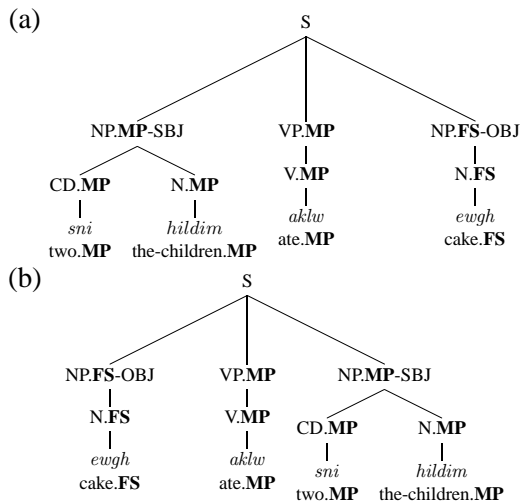 (a)
S
NP.MP-SBJ VP.MP NP.FS-OBJ
CD.MP N.MP V.MP N.FS
sni hildim aklw ewgh
two.MP the-children.MP ate.MP cake.FS
(b)
S
NP.FS-OBJ VP.MP NP.MP-SBJ
N.FS V.MP CD.MP N.MP
ewgh aklw sni hildim
cake.FS ate.MP two.MP the-children.MP